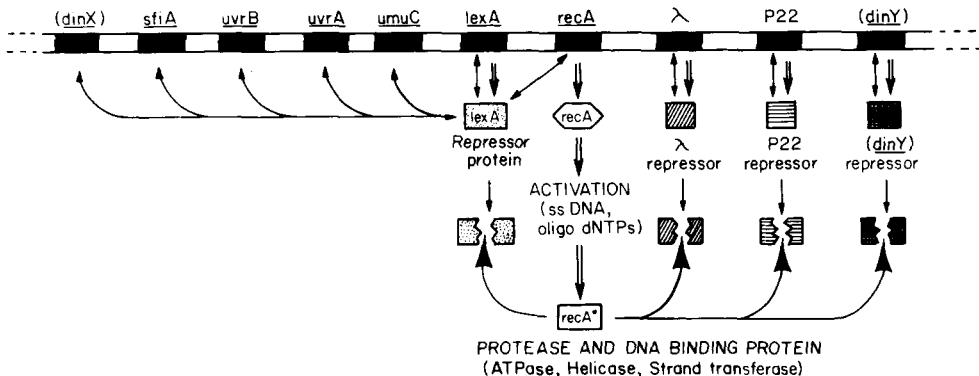 (dinX) sfiA uvrB uvrA umuC lexA recA λ P22 (dinY)
lexA recA
Repressor protein
λ repressor
P22 repressor
(dinY) repressor
ACTIVATION
(ss DNA,
oligo dNTPs)
recA*
PROTEASE AND DNA BINDING PROTEIN
(ATPase, Helicase, Strand transferase)